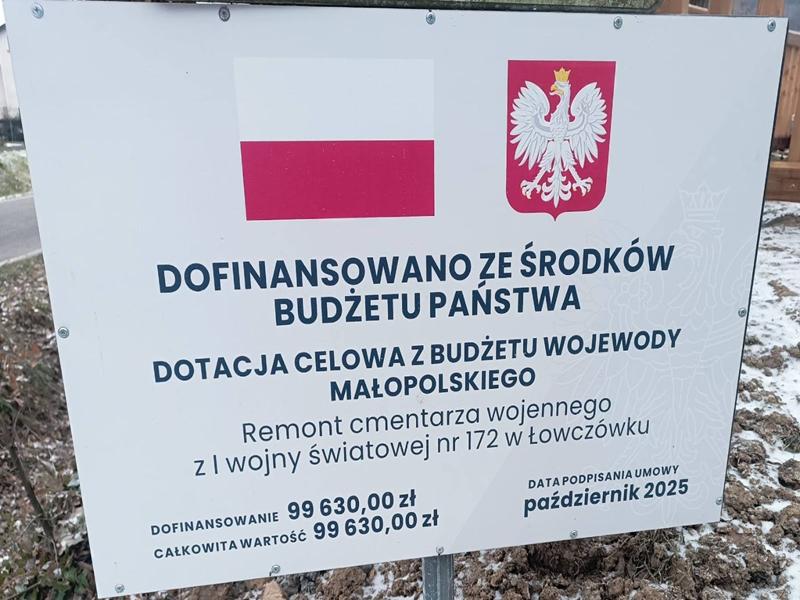 DOFINANSOWANO ZE ŚRODKÓW
BUDŻETU PAŃSTWA
DOTACJA CELOWA Z BUDŻETU WOJEWODY
MAŁOPOLSKIEGO
Remont cmentarza wojennego
z I wojny światowej nr 172 w Łowczówku
DOFINANSOWANIE 99 630,00 zł
CAŁKOWITA WARTOŚĆ 99 630,00 zł
DATA PODPISANIA UMOWY
październik 2025